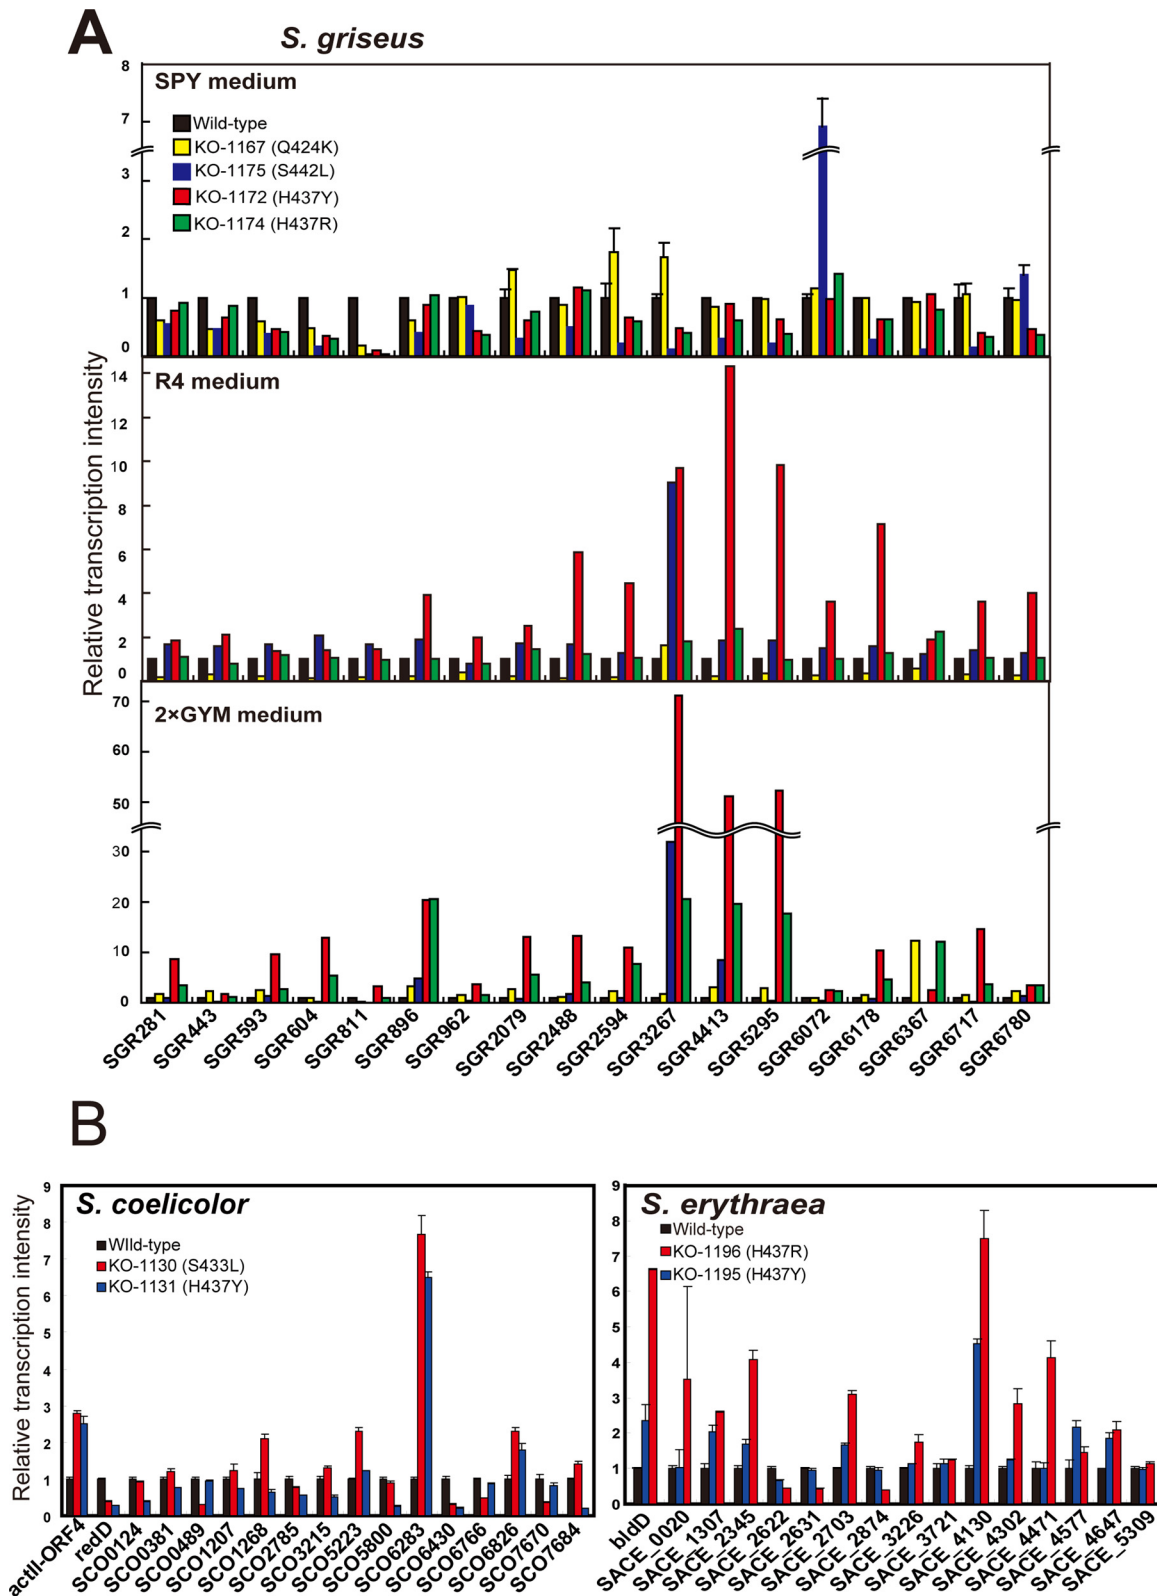 A
S. griseus
SPY medium
Wild-type
KO-1167 (Q424K)
KO-1175 (S442L)
KO-1172 (H437Y)
KO-1174 (H437R)
8
7
3
2
1
0
R4 medium
14
12
10
8
6
4
2
0
2×GYM medium
70
60
50
30
20
10
0
Relative transcription intensity
SGR281
SGR443
SGR593
SGR604
SGR811
SGR896
SGR962
SGR2079
SGR2488
SGR2594
SGR3267
SGR4413
SGR5295
SGR6072
SGR6178
SGR6367
SGR6717
SGR6780
B
S. coelicolor
WIld-type
KO-1130 (S433L)
KO-1131 (H437Y)
Relative transcription intensity
9
8
7
6
5
4
3
2
1
0
actII-ORF4
redD
SCO0124
SCO0381
SCO0489
SCO1207
SCO1268
SCO2785
SCO3215
SCO5223
SCO5800
SCO6283
SCO6430
SCO6766
SCO6826
SCO7670
SCO7684
S. erythraea
Wild-type
KO-1196 (H437R)
KO-1195 (H437Y)
9
8
7
6
5
4
3
2
1
0
bldD
SACE_0020
SACE_1307
SACE_2345
SACE_2622
SACE_2631
SACE_2703
SACE_2874
SACE_3226
SACE_3721
SACE_4130
SACE_4302
SACE_4471
SACE_4577
SACE_4647
SACE_5309